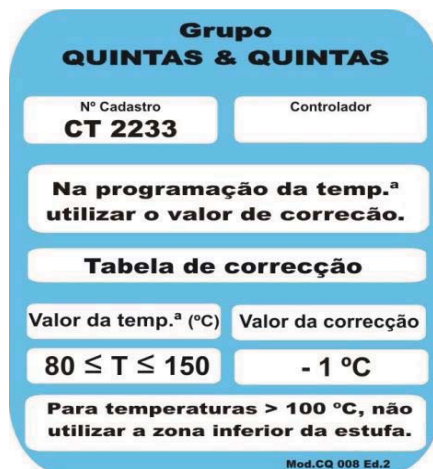 Grupo
QUINTAS & QUINTAS
Nº Cadastro
CT 2233
Controlador
Na programação da temp.ª
utilizar o valor de correcão.
Tabela de correcção
Valor da temp.ª (ºC)
Valor da correcção
80 ≤ T ≤ 150
- 1 ºC
Para temperaturas > 100 ºC, não
utilizar a zona inferior da estufa.
Mod.CQ 008 Ed.2